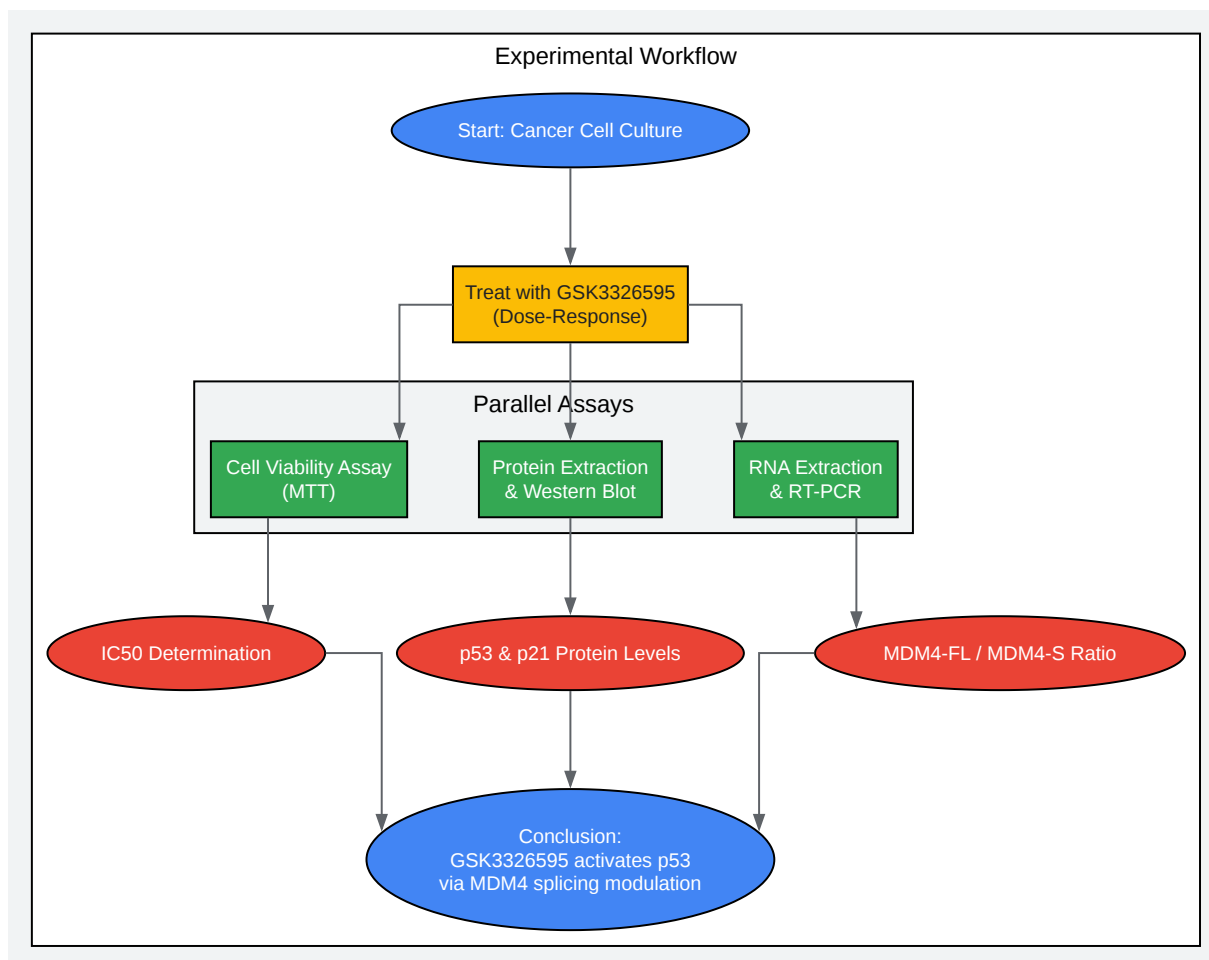 Experimental Workflow
Start: Cancer Cell Culture
Treat with GSK3326595
(Dose-Response)
Parallel Assays
Cell Viability Assay
(MTT)
Protein Extraction
& Western Blot
RNA Extraction
& RT-PCR
IC50 Determination
p53 & p21 Protein Levels
MDM4-FL / MDM4-S Ratio
Conclusion:
GSK3326595 activates p53
via MDM4 splicing modulation